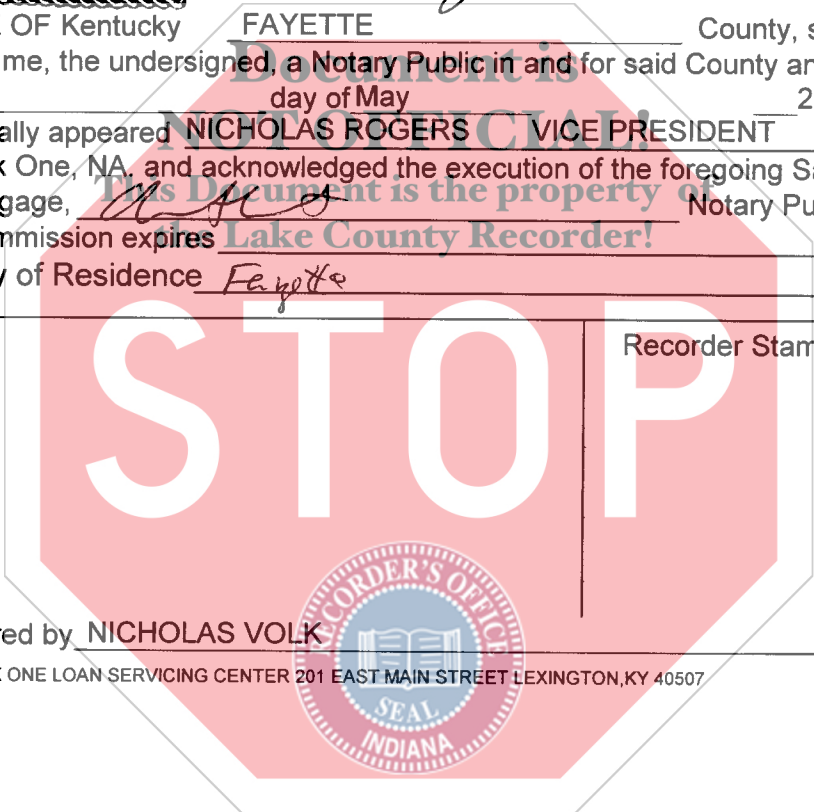 OF Kentucky FAYETTE County, s
me, the undersigned, a Notary Public in and for said County an
day of May 2
ally appeared NICHOLAS ROGERS VICE PRESIDENT
k One, NA. and acknowledged the execution of the foregoing Sa
gage, Notary Pu
mmission expires
y of Residence Fayette
Document is
NOT OFFICIAL!
This Document is the property of
the Lake County Recorder!
STOP
Recorder Stam
red by NICHOLAS VOLK
K ONE LOAN SERVICING CENTER 201 EAST MAIN STREET LEXINGTON,KY 40507
RECORDER'S OFFICE
SEAL
INDIANA